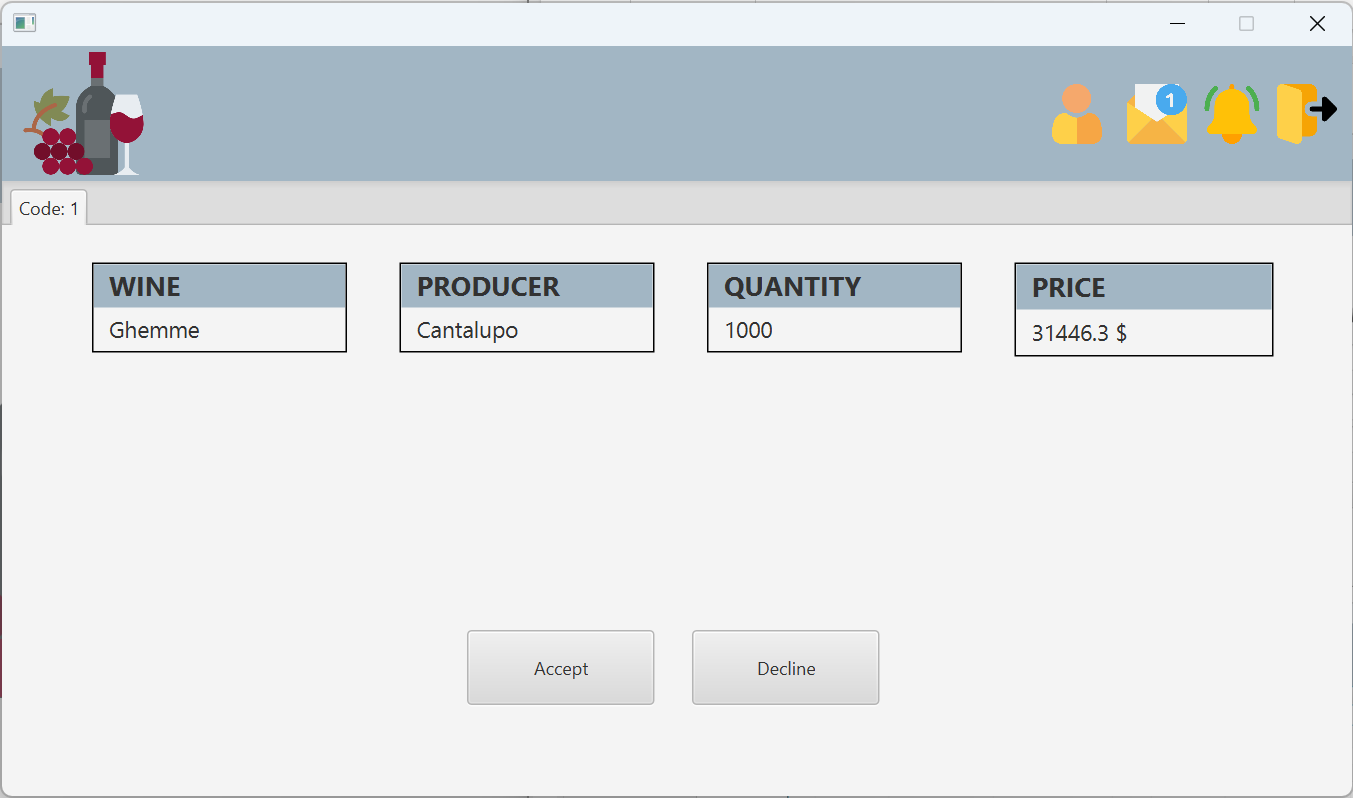 1
Code: 1
WINE
Ghemme
PRODUCER
Cantalupo
QUANTITY
1000
PRICE
31446.3 $
Accept
Decline